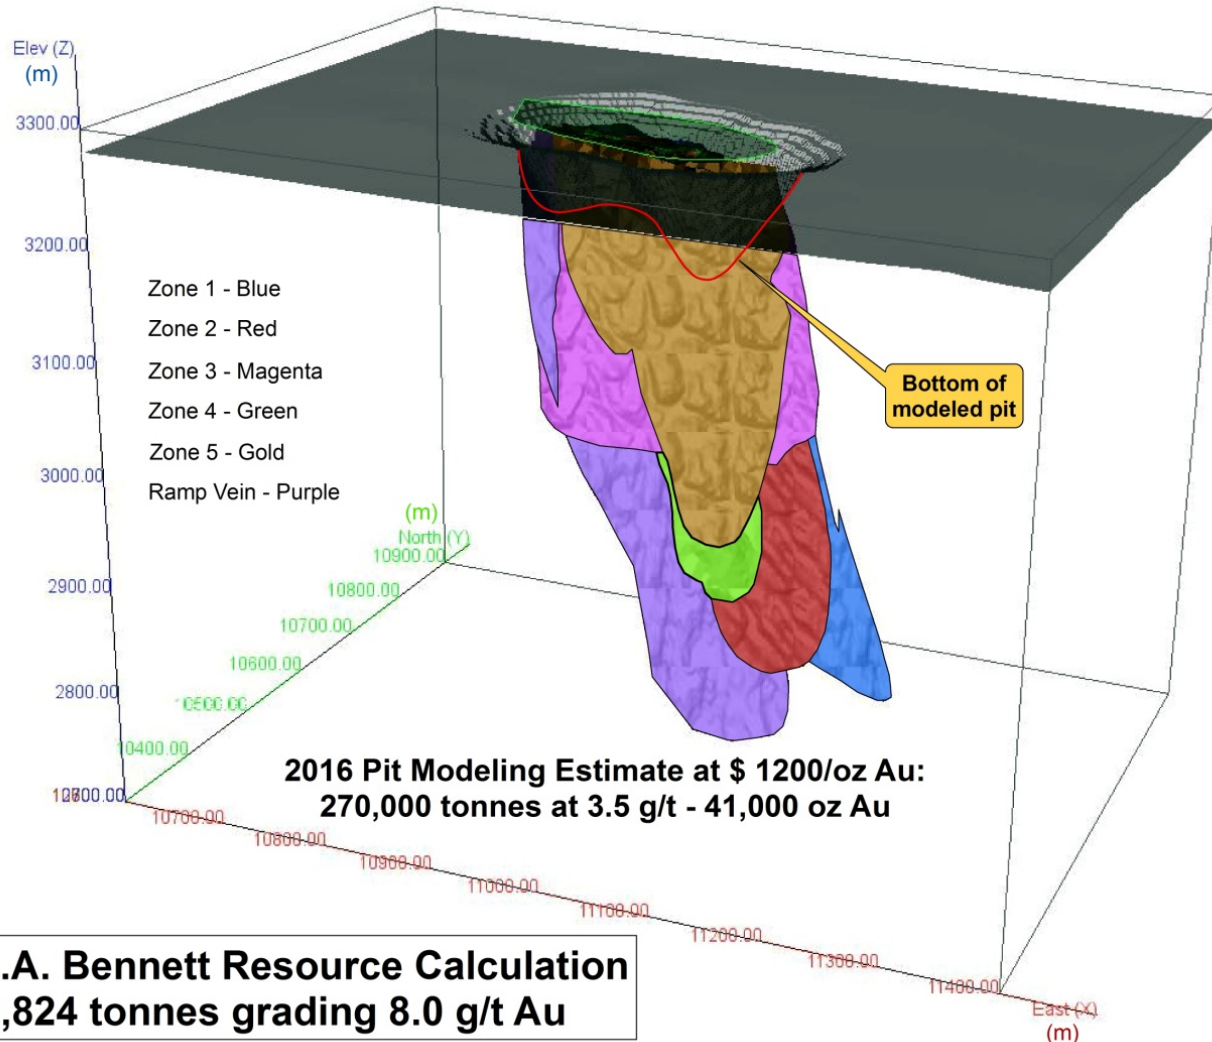 Elev (Z)
(m)
3300.00
3200.00
3100.00
3000.00
2900.00
2800.00
Zone 1 - Blue
Zone 2 - Red
Zone 3 - Magenta
Zone 4 - Green
Zone 5 - Gold
Ramp Vein - Purple
Bottom of
modeled pit
(m)
North (Y)
10900.00
10800.00
10700.00
10600.00
10400.00
2016 Pit Modeling Estimate at $ 1200/oz Au:
270,000 tonnes at 3.5 g/t - 41,000 oz Au
10700.00
10800.00
10900.00
11000.00
11100.00
11200.00
11300.00
11400.00
East (X)
(m)
.A. Bennett Resource Calculation
,824 tonnes grading 8.0 g/t Au